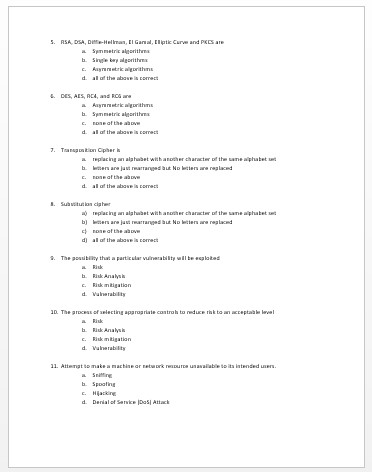 5. RSA, DSA, Diffie-Hellman, El Gamal, Elliptic Curve and PKCS are
a. Symmetric algorithms
b. Single key algorithms
c. Asymmetric algorithms
d. all of the above is correct
6. DES, AES, RC4, and RC6 are
a. Asymmetric algorithms
b. Symmetric algorithms
c. none of the above
d. all of the above is correct
7. Transposition Cipher is
a. replacing an alphabet with another character of the same alphabet set
b. letters are just rearranged but No letters are replaced
c. none of the above
d. all of the above is correct
8. Substitution cipher
a) replacing an alphabet with another character of the same alphabet set
b) letters are just rearranged but No letters are replaced
c) none of the above
d) all of the above is correct
9. The possibility that a particular vulnerability will be exploited
a. Risk
b. Risk Analysis
c. Risk mitigation
d. Vulnerability
10. The process of selecting appropriate controls to reduce risk to an acceptable level
a. Risk
b. Risk Analysis
c. Risk mitigation
d. Vulnerability
11. Attempt to make a machine or network resource unavailable to its intended users.
a. Sniffing
b. Spoofing
c. Hijacking
d. Denial of Service (DoS) Attack